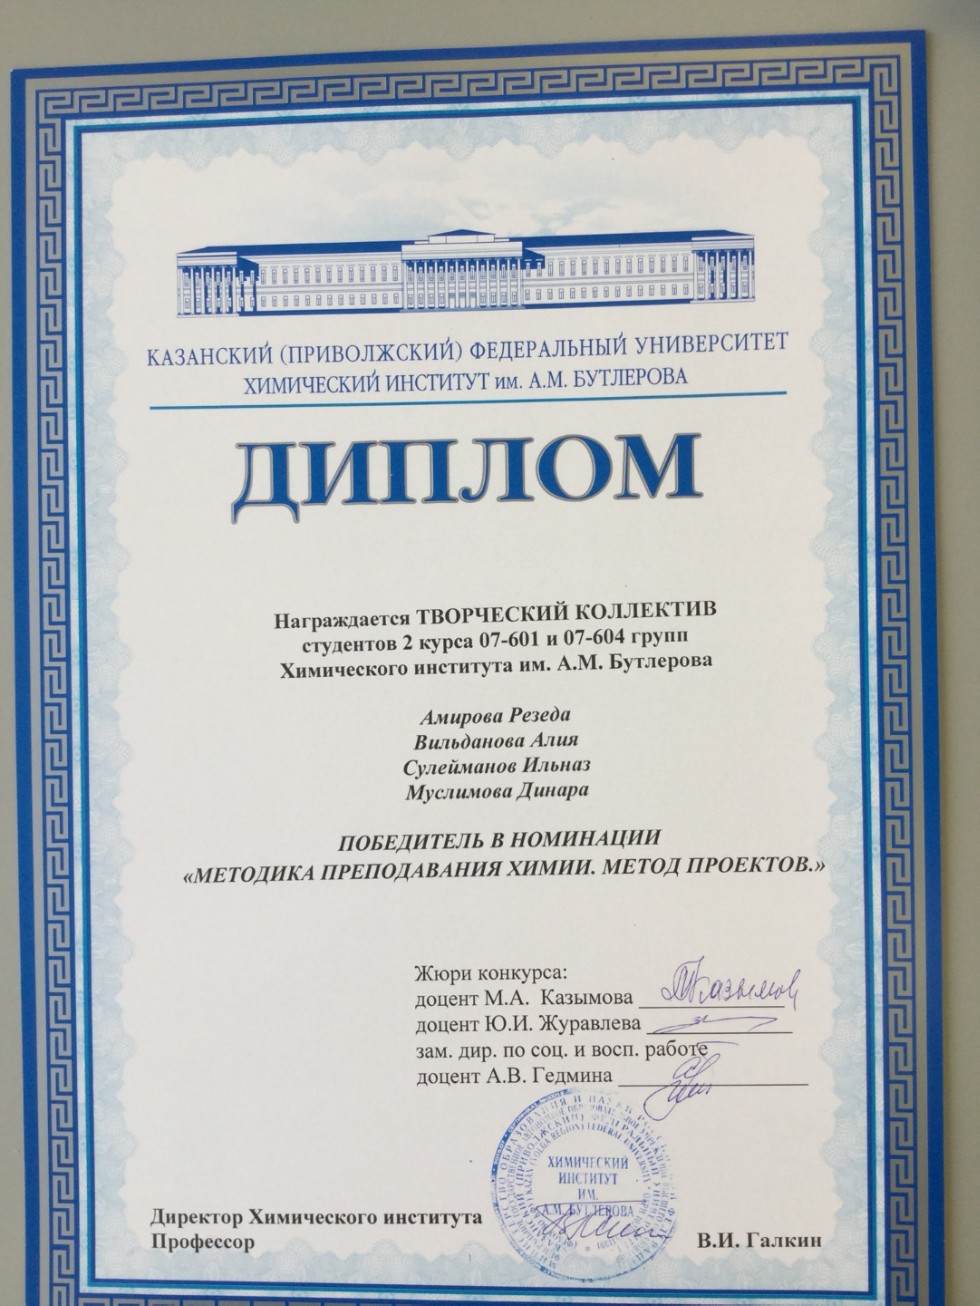 КАЗАНСКИЙ (ПРИВОЛЖСКИЙ) ФЕДЕРАЛЬНЫЙ УНИВЕРСИТЕТ
ХИМИЧЕСКИЙ ИНСТИТУТ им. А.М. БУТЛЕРОВА
ДИПЛОМ
Награждается ТВОРЧЕСКИЙ КОЛЛЕКТИВ
студентов 2 курса 07-601 и 07-604 групп
Химического института им. А.М. Бутлерова
Амирова Резеда
Вильданова Алия
Сулейманов Ильназ
Муслимова Динара
ПОБЕДИТЕЛЬ В НОМИНАЦИИ
«МЕТОДИКА ПРЕПОДАВАНИЯ ХИМИИ. МЕТОД ПРОЕКТОВ.»
Жюри конкурса:
доцент М.А. Казымова
доцент Ю.И. Журавлева
зам. дир. по соц. и восп. работе
доцент А.В. Гедмина
ХИМИЧЕСКИЙ
ИНСТИТУТ
ИМ.
А.М. БУТЛЕРОВА
Директор Химического института
Профессор В.И. Галкин